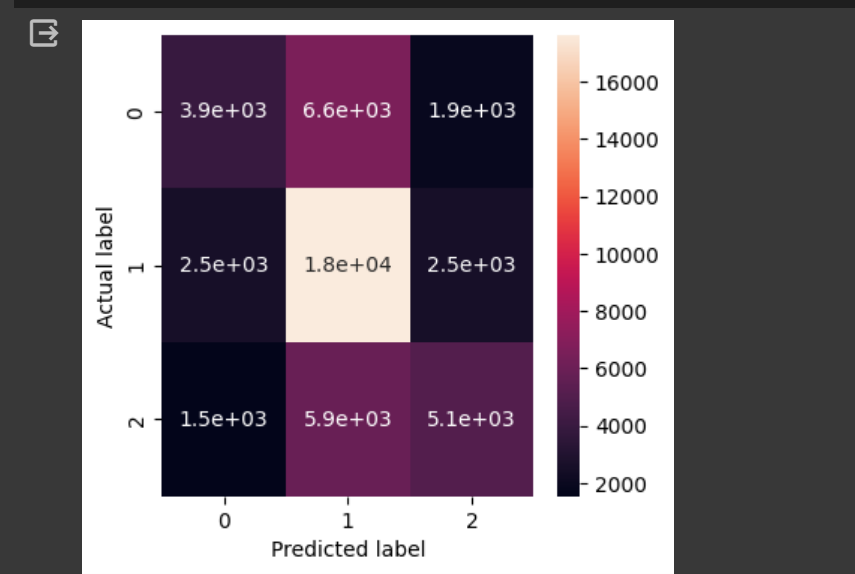 0 3.9e+03 6.6e+03 1.9e+03
Actual label
1 2.5e+03 1.8e+04 2.5e+03
2 1.5e+03 5.9e+03 5.1e+03
0 1 2
Predicted label
16000
14000
12000
10000
8000
6000
4000
2000